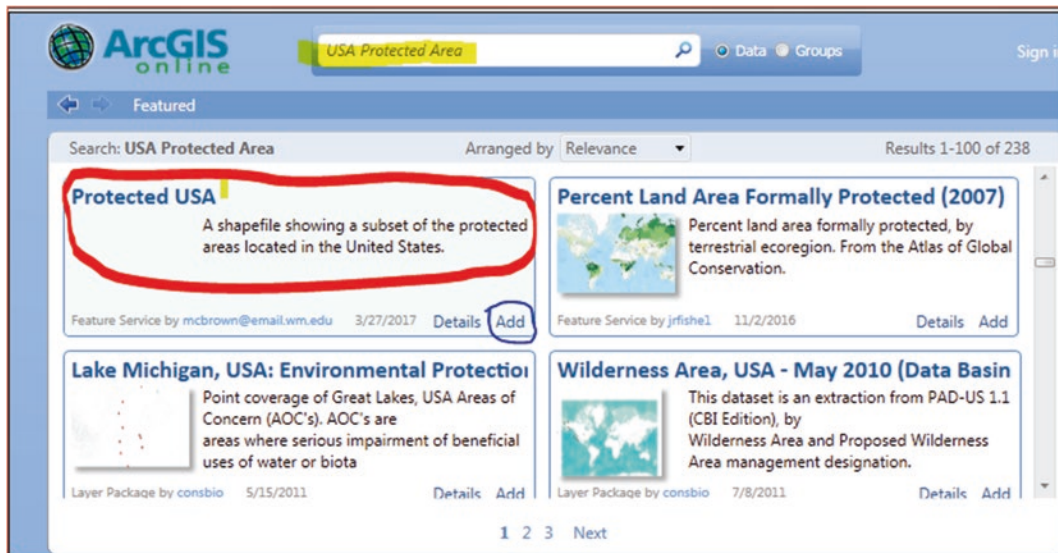 ArcGIS
online
USA Protected Area
Data Groups
Featured
Search: USA Protected Area Arranged by Relevance Results 1-100 of 238
Protected USA
A shapefile showing a subset of the protected
areas located in the United States.
Feature Service by mcbrown@email.wm.edu 3/27/2017 Details Add
Percent Land Area Formally Protected (2007)
Percent land area formally protected, by
terrestrial ecoregion. From the Atlas of Global
Conservation.
Feature Service by jrfishe1 11/2/2016 Details Add
Lake Michigan, USA: Environmental Protection
Point coverage of Great Lakes, USA Areas of
Concern (AOC's). AOC's are
areas where serious impairment of beneficial
uses of water or biota
Layer Package by consbio 5/15/2011 Details Add
Wilderness Area, USA - May 2010 (Data Basin
This dataset is an extraction from PAD-US 1.1
(CBI Edition), by
Wilderness Area and Proposed Wilderness
Area management designation.
Layer Package by consbio 7/8/2011 Details Add
1 2 3 Next